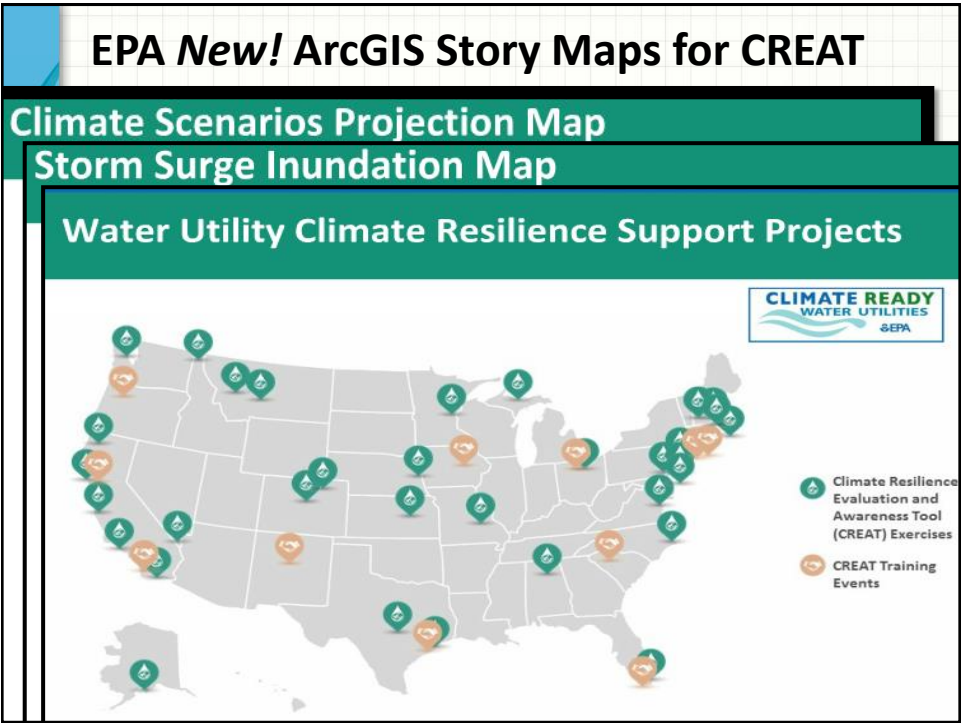 EPA New! ArcGIS Story Maps for CREAT
Climate Scenarios Projection Map
Storm Surge Inundation Map
Water Utility Climate Resilience Support Projects
CLIMATE READY
WATER UTILITIES
EPA
Climate Resilience
Evaluation and
Awareness Tool
(CREAT) Exercises
CREAT Training
Events